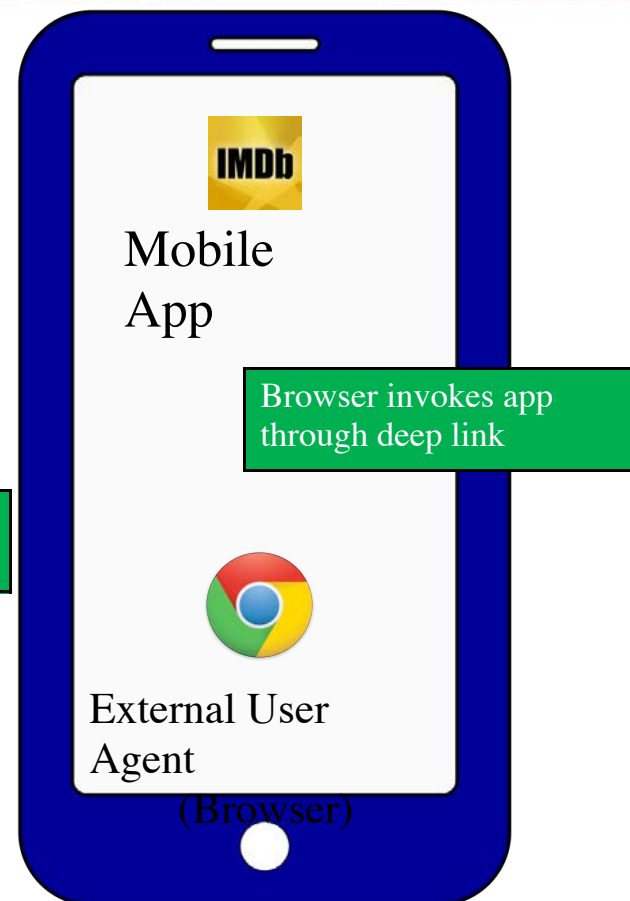 IMDb
Mobile
App
Browser invokes app
through deep link
External User
Agent
(Browser)